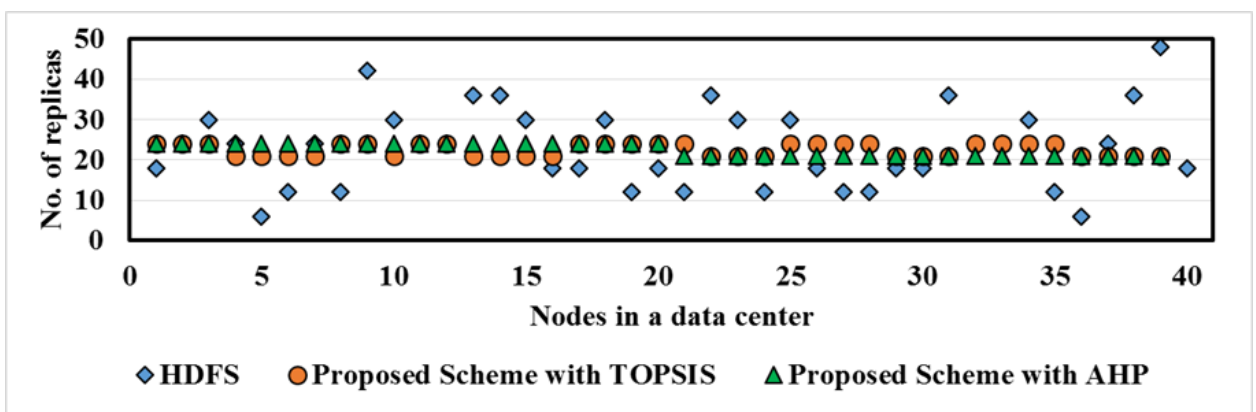 No. of replicas
50
40
30
20
10
0
0 5 10 15 20 25 30 35 40
Nodes in a data center
HDFS Proposed Scheme with TOPSIS Proposed Scheme with AHP